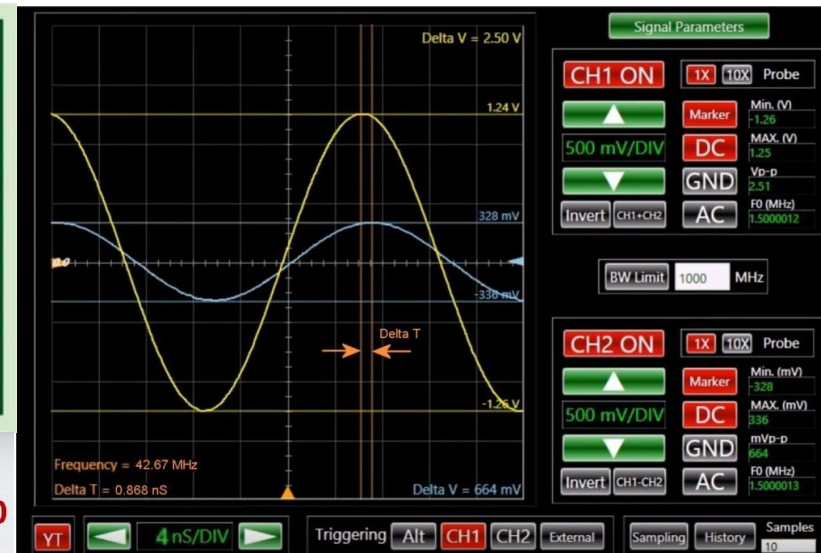 Delta V = 2.50 V
1.24 V
328 mV
0.0
-336 mV
Delta T
-1.26 V
Frequency = 42.67 MHz
Delta T = 0.868 nS
Delta V = 664 mV
Signal Parameters
CH1 ON 1X 10X Probe
Marker Min. (V)
-1.26
500 mV/DIV DC MAX. (V)
1.25
GND Vp-p
2.51
Invert CH1+CH2 AC F0 (MHz)
1.5000012
BW Limit 1000 MHz
CH2 ON 1X 10X Probe
Marker Min. (mV)
-328
500 mV/DIV DC MAX. (mV)
336
GND mVp-p
664
Invert CH1-CH2 AC F0 (MHz)
1.5000013
YT 4 nS/DIV Triggering Alt CH1 CH2 External Sampling History Samples
10